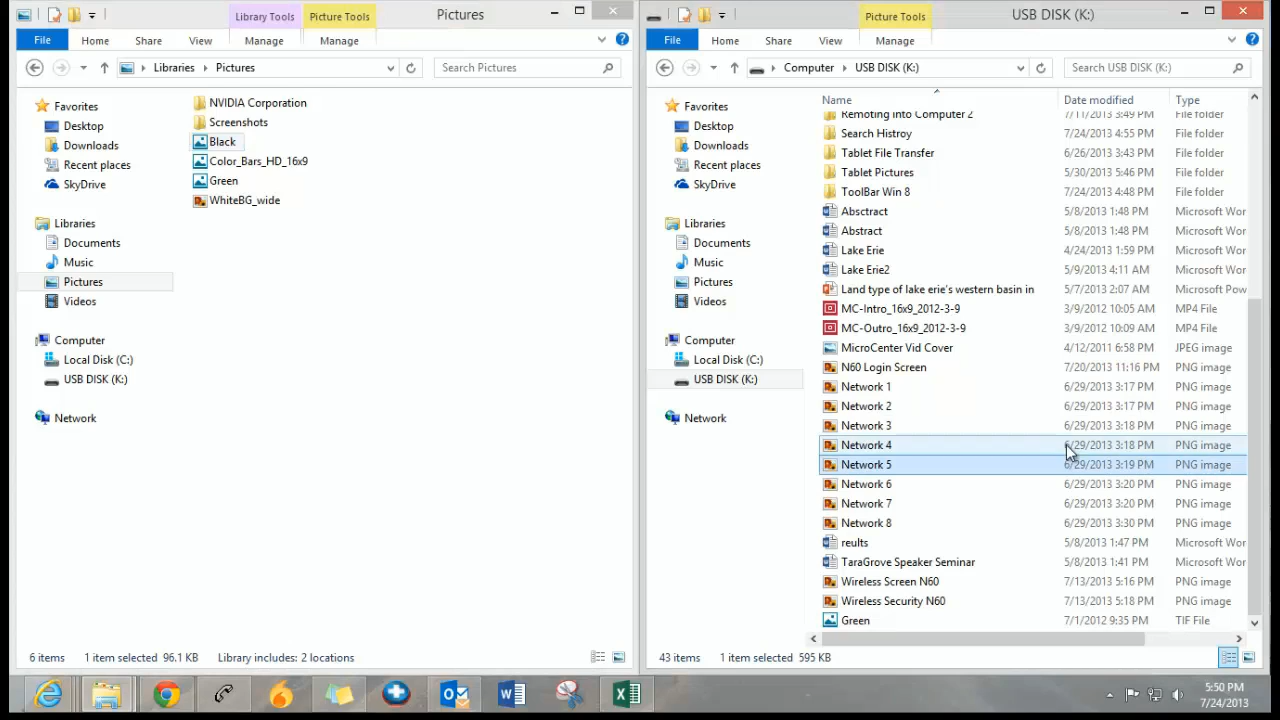 Library Tools
Picture Tools
Pictures
File
Home
Share
View
Manage
Manage
Libraries
Pictures
Search Pictures
Favorites
Desktop
Downloads
Recent places
SkyDrive
Libraries
Documents
Music
Pictures
Videos
Computer
Local Disk (C:)
USB DISK (K:)
Network
NVIDIA Corporation
Screenshots
Black
Color_Bars_HD_16x9
Green
WhiteBG_wide
6 items 1 item selected 96.1 KB Library includes: 2 locations
Picture Tools
USB DISK (K:)
File
Home
Share
View
Manage
Computer
USB DISK (K:)
Search USB DISK (K:)
Favorites
Desktop
Downloads
Recent places
SkyDrive
Libraries
Documents
Music
Pictures
Videos
Computer
Local Disk (C:)
USB DISK (K:)
Network
Name Date modified Type
Remoting into Computer 2 7/11/2013 3:49 PM File folder
Search Histroy 7/24/2013 4:55 PM File folder
Tablet File Transfer 6/26/2013 3:43 PM File folder
Tablet Pictures 5/30/2013 5:46 PM File folder
ToolBar Win 8 7/24/2013 4:48 PM File folder
Absctract 5/8/2013 1:48 PM Microsoft Wor
Abstract 5/8/2013 1:48 PM Microsoft Wor
Lake Erie 4/24/2013 1:59 PM Microsoft Wor
Lake Erie2 5/9/2013 4:11 AM Microsoft Wor
Land type of lake erie's western basin in 5/7/2013 2:07 AM Microsoft Pow
MC-Intro_16x9_2012-3-9 3/9/2012 10:05 AM MP4 File
MC-Outro_16x9_2012-3-9 3/9/2012 10:09 AM MP4 File
MicroCenter Vid Cover 4/12/2011 6:58 PM JPEG image
N60 Login Screen 7/20/2013 11:16 PM PNG image
Network 1 6/29/2013 3:17 PM PNG image
Network 2 6/29/2013 3:17 PM PNG image
Network 3 6/29/2013 3:18 PM PNG image
Network 4 6/29/2013 3:18 PM PNG image
Network 5 6/29/2013 3:19 PM PNG image
Network 6 6/29/2013 3:20 PM PNG image
Network 7 6/29/2013 3:20 PM PNG image
Network 8 6/29/2013 3:30 PM PNG image
reults 5/8/2013 1:47 PM Microsoft Wor
TaraGrove Speaker Seminar 5/8/2013 1:41 PM Microsoft Wor
Wireless Screen N60 7/13/2013 5:16 PM PNG image
Wireless Security N60 7/13/2013 5:18 PM PNG image
Green 7/1/2012 9:35 PM TIF File
43 items 1 item selected 595 KB
5:50 PM
7/24/2013